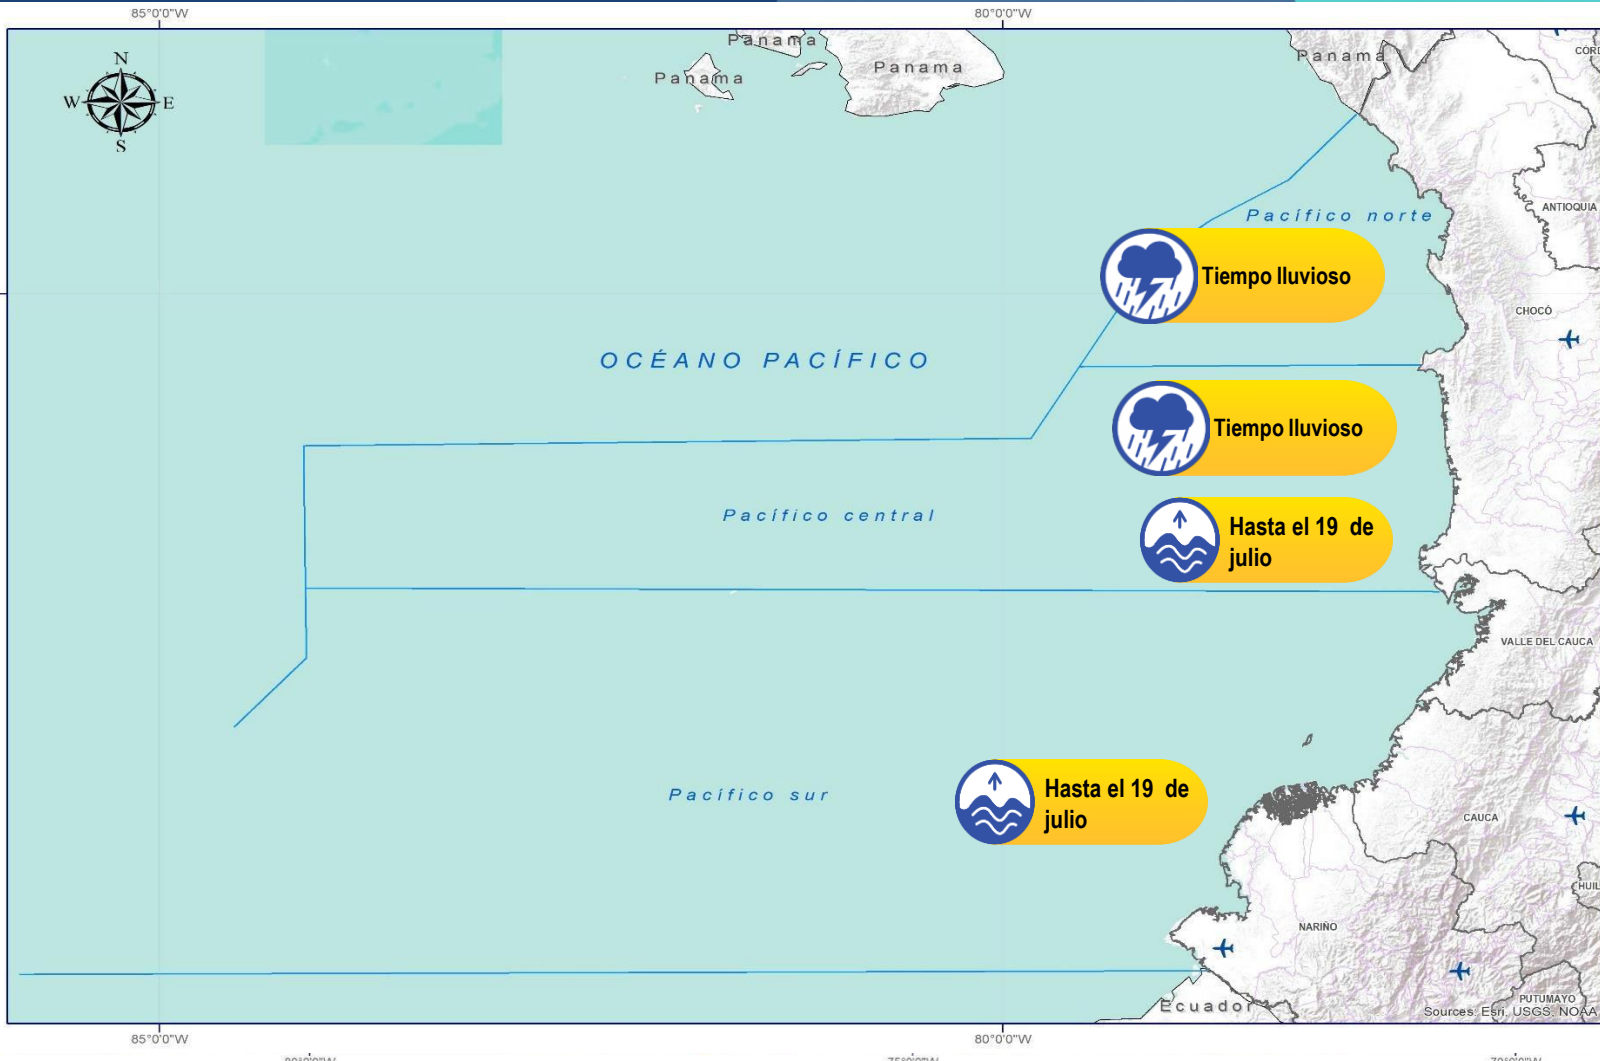 85°0'0"W
80°0'0"W
N
W
E
S
Panama
Panama
Panama
Panama
ANTIOQUIA
Pacífico norte
Tiempo lluvioso
CHOCÓ
OCÉANO PACÍFICO
Tiempo lluvioso
Pacífico central
Hasta el 19 de
julio
VALLE DEL CAUCA
Pacífico sur
Hasta el 19 de
julio
CAUCA
NARIÑO
PUTUMAYO
Ecuador
Sources: Esri, USGS, NOAA
85°0'0"W
80°0'0"W